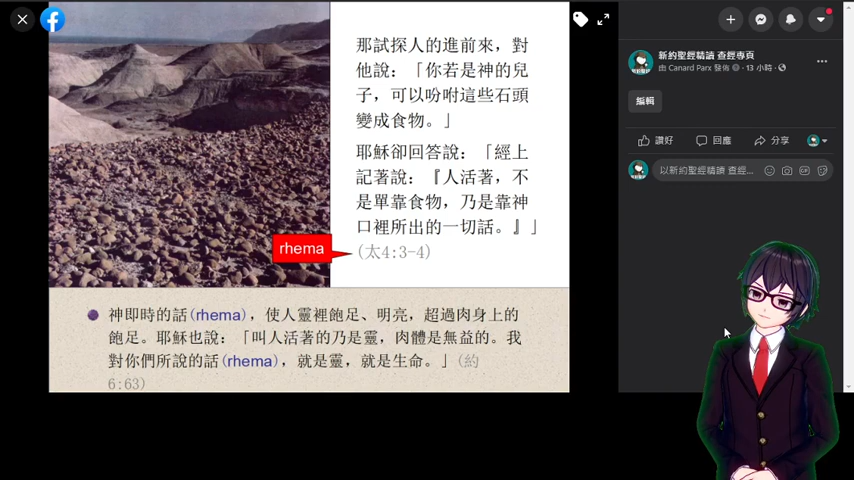 那試探人的進前來，對
他說：「你若是神的兒
子，可以吩咐這些石頭
變成食物。」
耶穌卻回答說：「經上
記著說：『人活著，不
是單靠食物，乃是靠神
口裡所出的一切話。』」
(太4:3-4)
rhema
神即時的話(rhema)，使人靈裡飽足、明亮，超過肉身上的
飽足。耶穌也說：「叫人活著的乃是靈，肉體是無益的。我
對你們所說的話(rhema)，就是靈，就是生命。」(約
6:63)
新約聖經精讀 查經專頁
由 Canard Parx 發佈 · 13 小時 ·
編輯
讚好
回應
分享
以新約聖經精讀 查經...
GIF